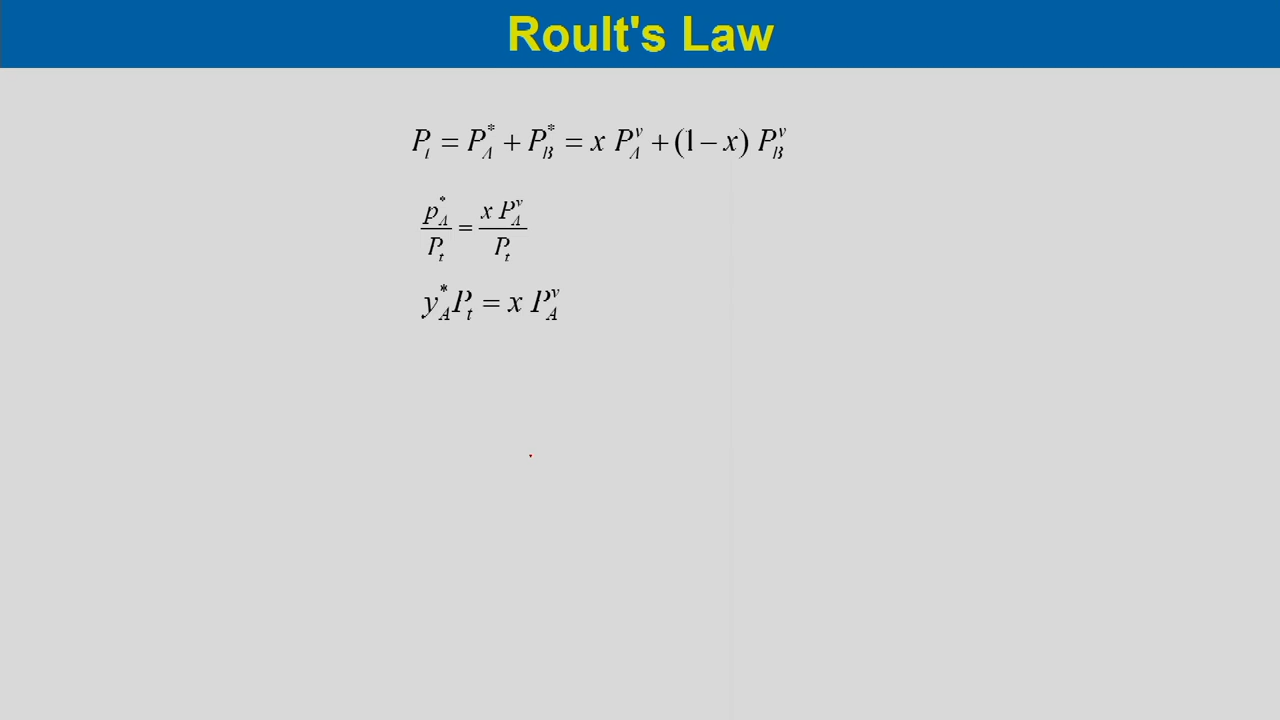 Roult's Law
P_t = P_A^* + P_B^* = x P_A^v + (1 − x) P_B^v
p_A^* / P_t = x P_A^v / P_t
y_A^* P_t = x P_A^v